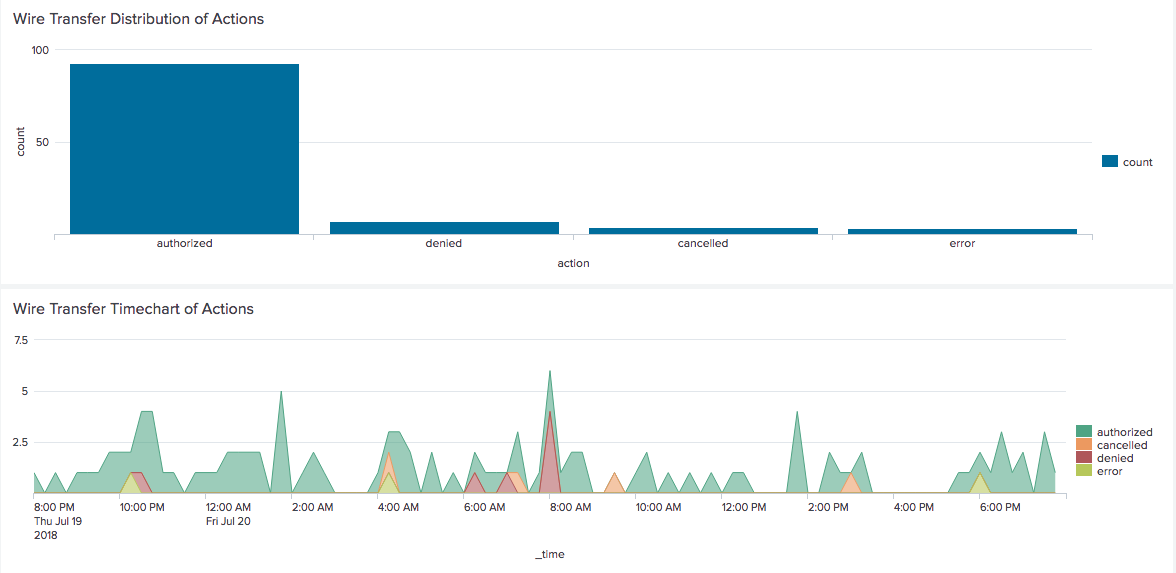 Wire Transfer Distribution of Actions
100
50
count
count
authorized denied cancelled error
action
Wire Transfer Timechart of Actions
7.5
5
2.5
authorized
cancelled
denied
error
8:00 PM 10:00 PM 12:00 AM 2:00 AM 4:00 AM 6:00 AM 8:00 AM 10:00 AM 12:00 PM 2:00 PM 4:00 PM 6:00 PM
Thu Jul 19 Fri Jul 20
2018
_time